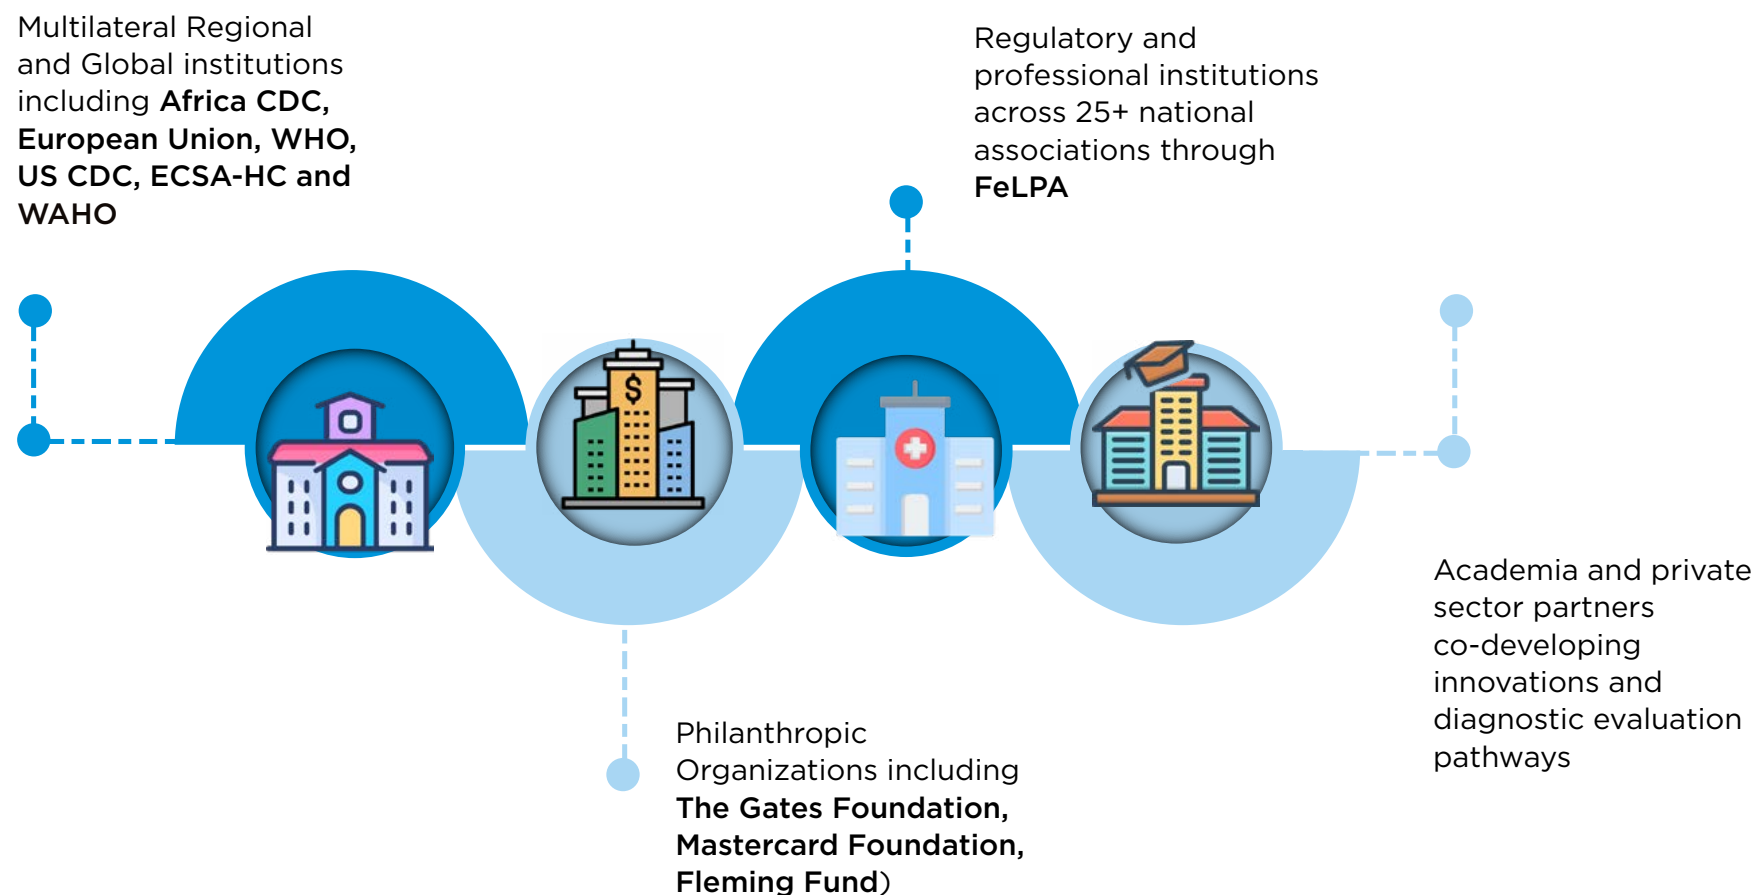 Multilateral Regional
and Global institutions
including Africa CDC,
European Union, WHO,
US CDC, ECSA-HC and
WAHO
Regulatory and
professional institutions
across 25+ national
associations through
FeLPA
$
Philanthropic
Organizations including
The Gates Foundation,
Mastercard Foundation,
Fleming Fund)
Academia and private
sector partners
co-developing
innovations and
diagnostic evaluation
pathways